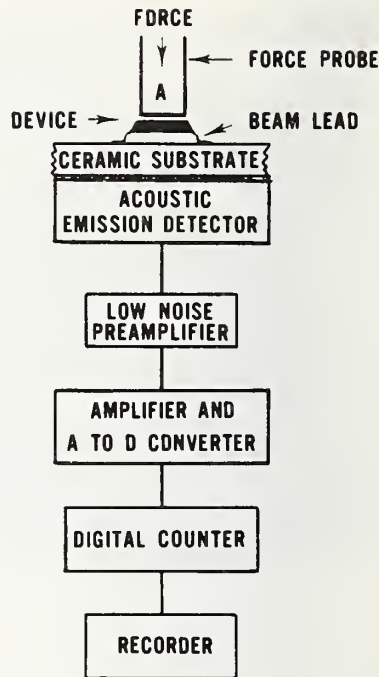 FORCE
FORCE PROBE
A
DEVICE
BEAM LEAD
CERAMIC SUBSTRATE
ACOUSTIC
EMISSION DETECTOR
LOW NOISE
PREAMPLIFIER
AMPLIFIER AND
A TO D CONVERTER
DIGITAL COUNTER
RECORDER